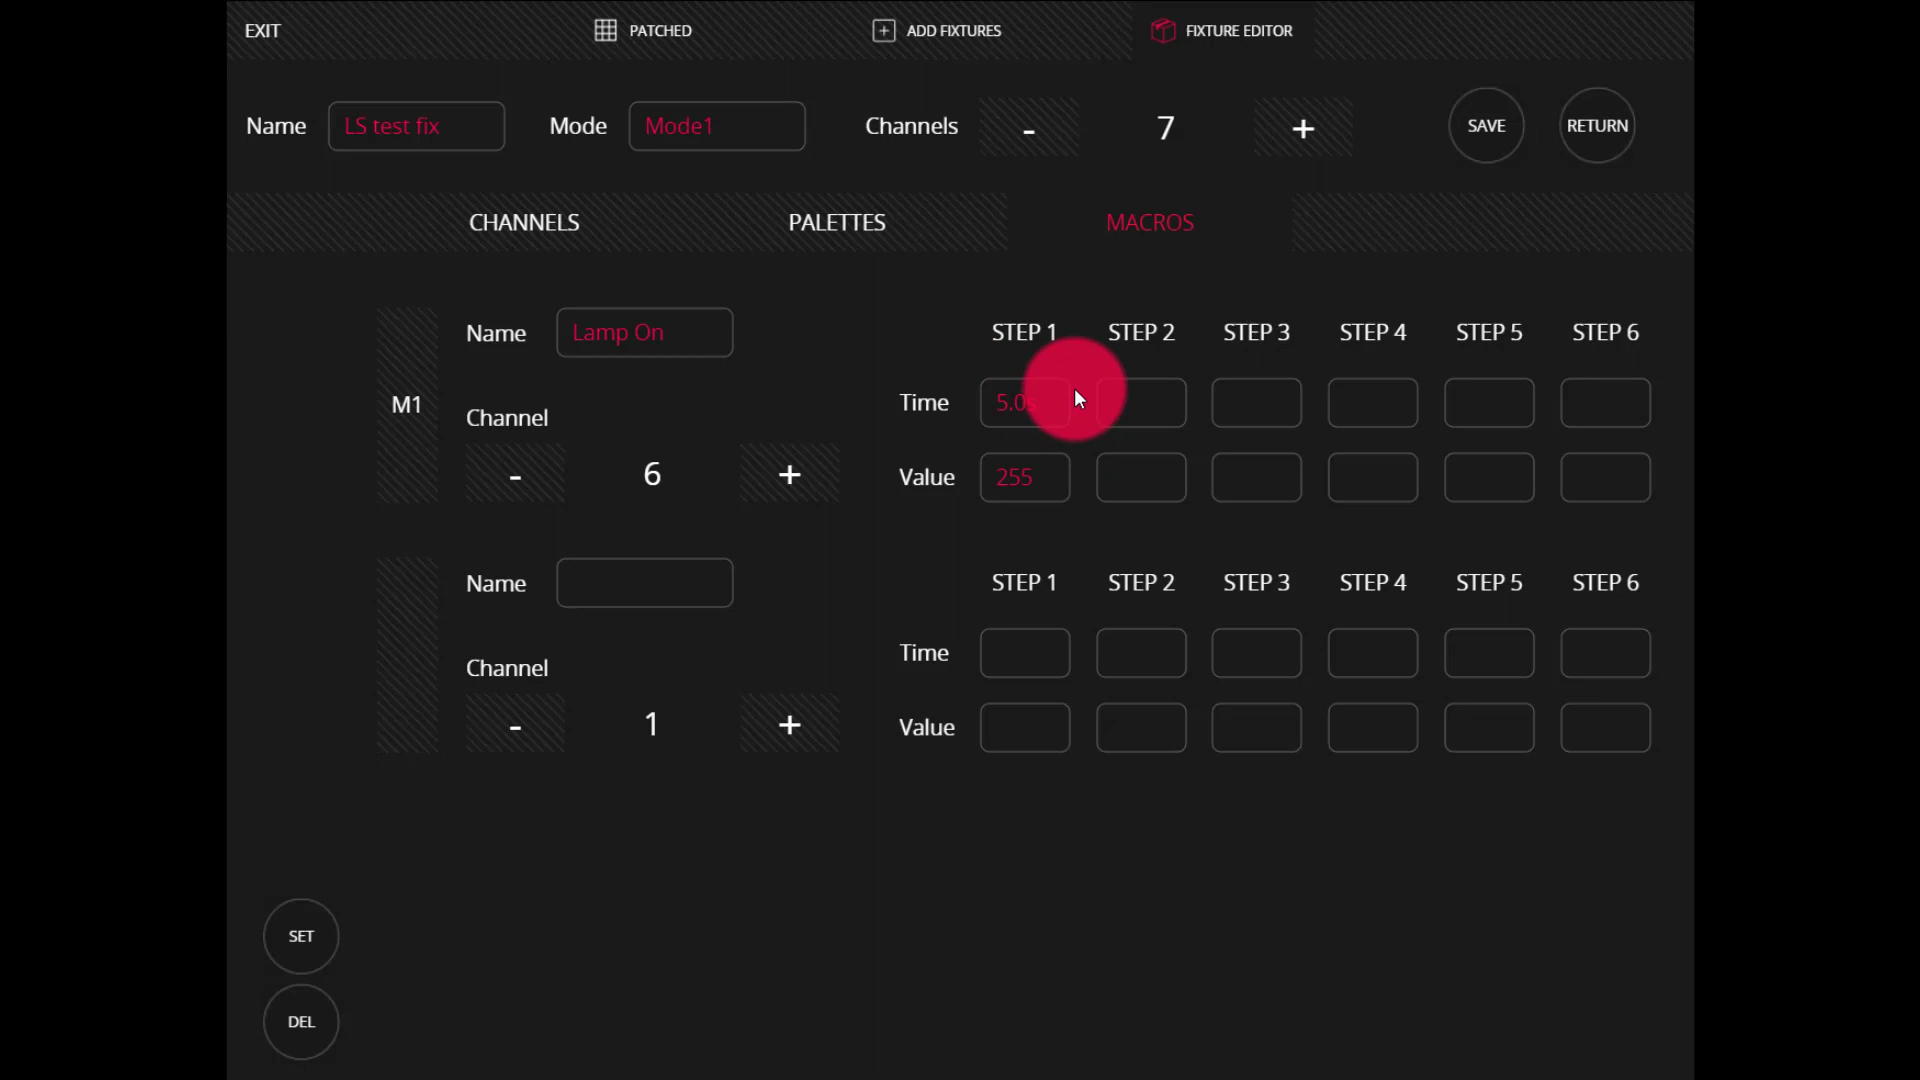 EXIT PATCHED ADD FIXTURES FIXTURE EDITOR
Name LS test fix Mode Mode1 Channels - 7 + SAVE RETURN
CHANNELS PALETTES MACROS
Name Lamp On STEP 1 STEP 2 STEP 3 STEP 4 STEP 5 STEP 6
M1 Time 5.0s
Channel
- 6 + Value 255
Name STEP 1 STEP 2 STEP 3 STEP 4 STEP 5 STEP 6
Time
Channel
- 1 + Value
SET
DEL